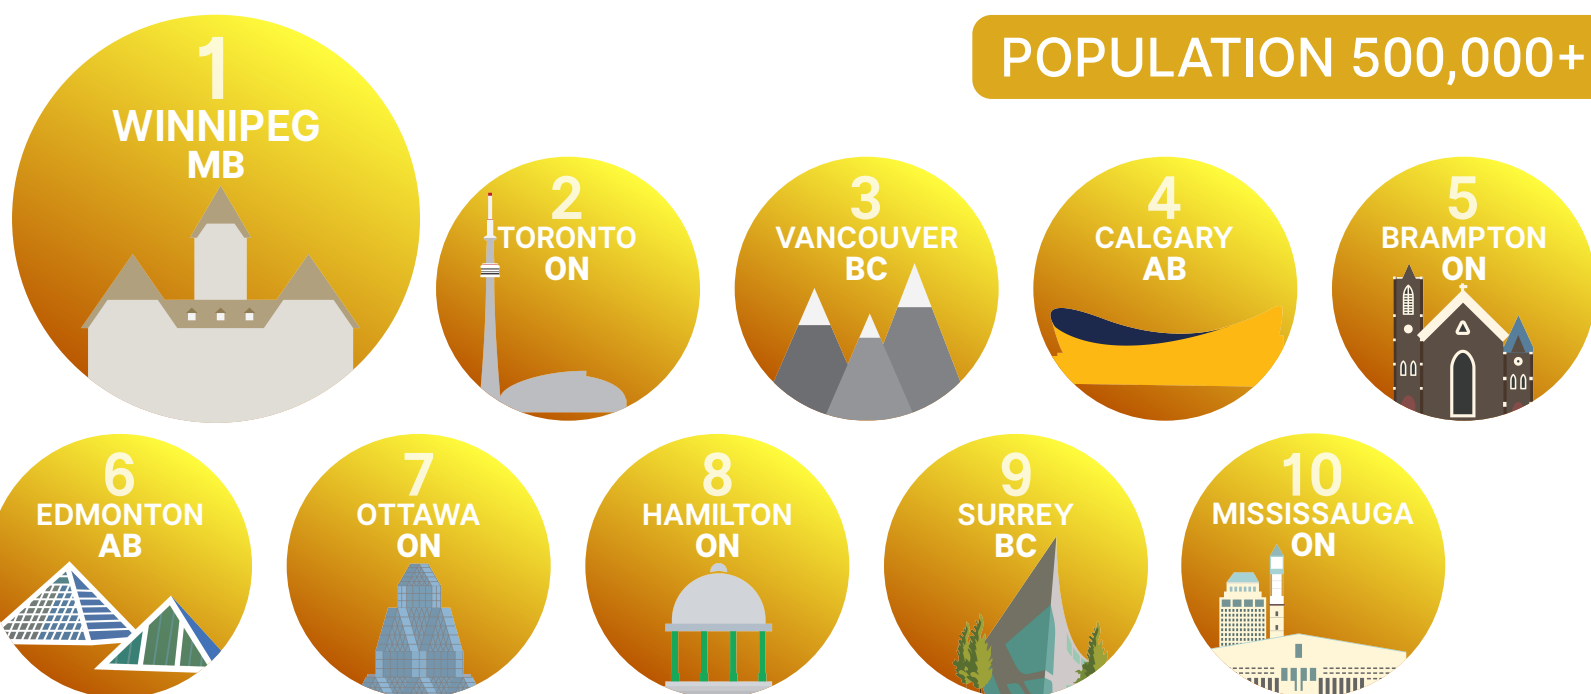 POPULATION 500,000+
1
WINNIPEG
MB
2
TORONTO
ON
3
VANCOUVER
BC
4
CALGARY
AB
5
BRAMPTON
ON
6
EDMONTON
AB
7
OTTAWA
ON
8
HAMILTON
ON
9
SURREY
BC
10
MISSISSAUGA
ON